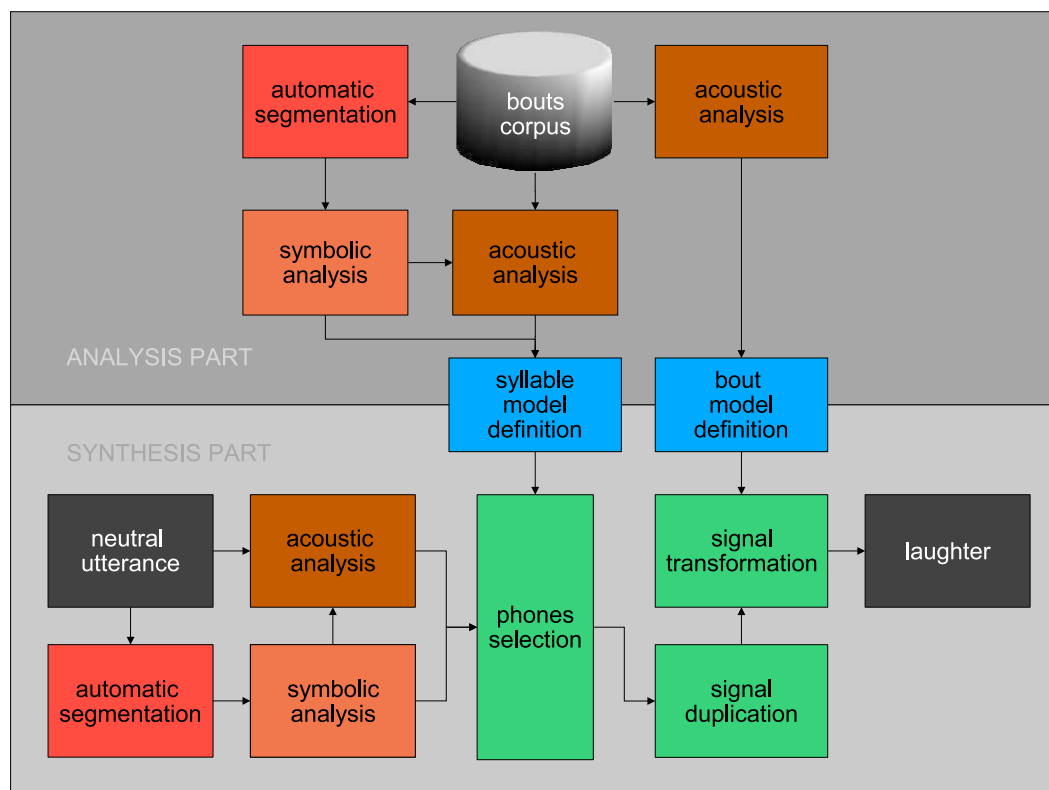 automatic
segmentation
bouts
corpus
acoustic
analysis
symbolic
analysis
acoustic
analysis
ANALYSIS PART
syllable
model
definition
bout
model
definition
SYNTHESIS PART
neutral
utterance
acoustic
analysis
phones
selection
signal
transformation
laughter
automatic
segmentation
symbolic
analysis
signal
duplication